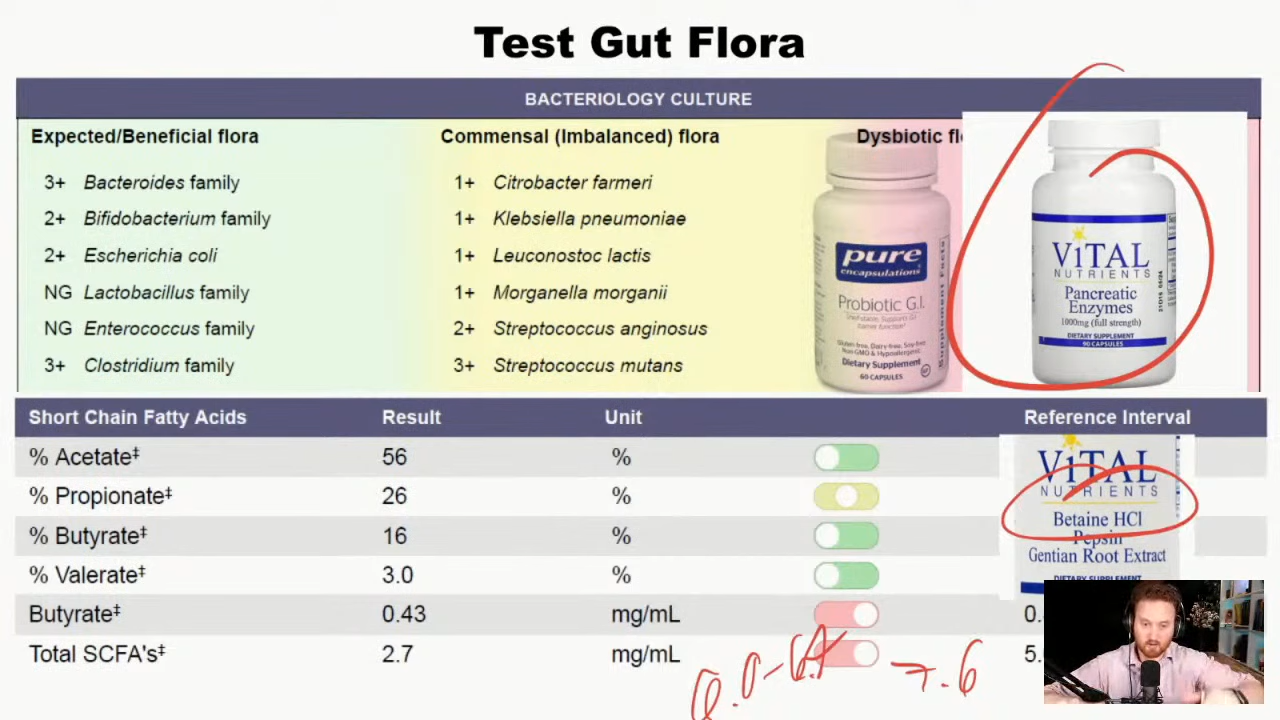 Test Gut Flora
BACTERIOLOGY CULTURE
Expected/Beneficial flora
3+ Bacteroides family
2+ Bifidobacterium family
2+ Escherichia coli
NG Lactobacillus family
NG Enterococcus family
3+ Clostridium family
Commensal (Imbalanced) flora
1+ Citrobacter farmeri
1+ Klebsiella pneumoniae
1+ Leuconostoc lactis
1+ Morganella morganii
2+ Streptococcus anginosus
3+ Streptococcus mutans
Dysbiotic fl
pure
encapsulations
Probiotic G.I.
Dietary Supplement
60 CAPSULES
ViTAL
NUTRIENTS
Pancreatic
Enzymes
1000mg (full strength)
DIETARY SUPPLEMENT
90 CAPSULES
Short Chain Fatty Acids Result Unit Reference Interval
% Acetate‡ 56 %
% Propionate‡ 26 %
% Butyrate‡ 16 %
% Valerate‡ 3.0 %
Butyrate‡ 0.43 mg/mL 0.
Total SCFA's‡ 2.7 mg/mL 5.
ViTAL
NUTRIENTS
Betaine HCl
Pepsin
Gentian Root Extract
DIETARY SUPPLEMENT
7.6